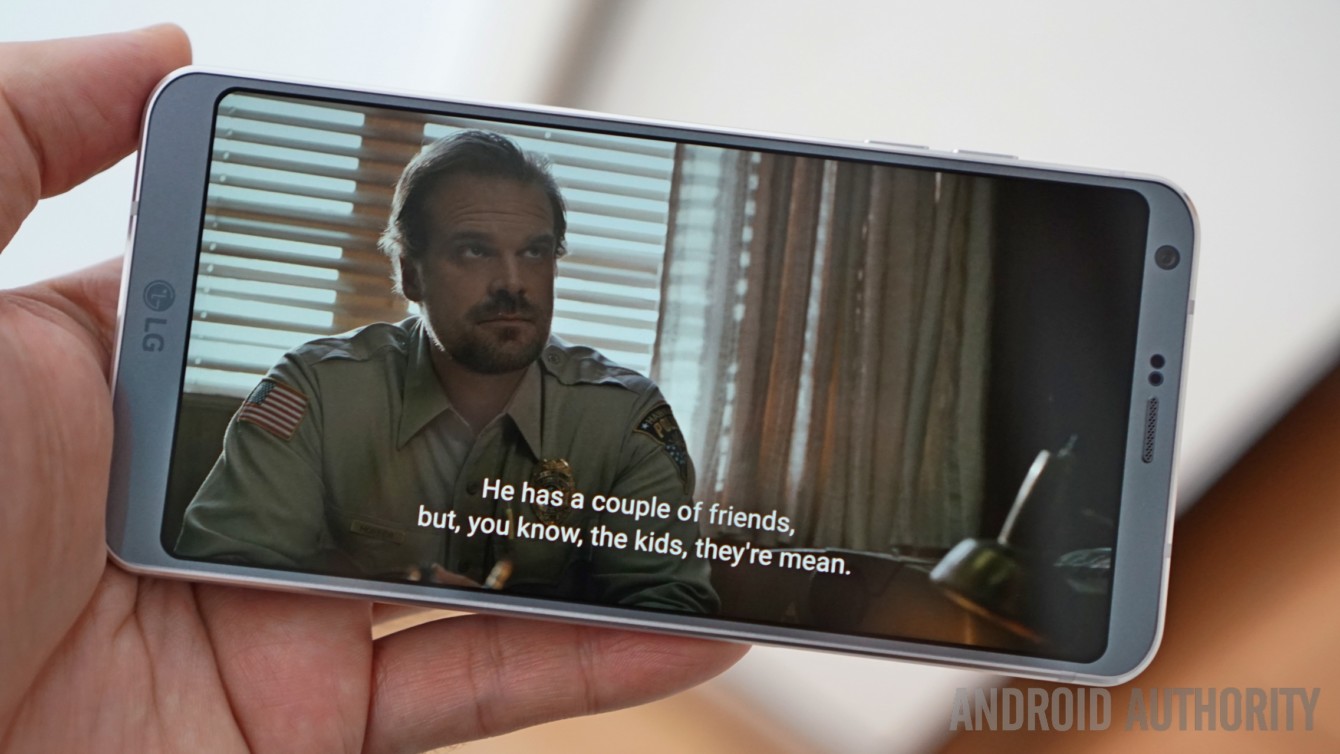 LG
He has a couple of friends,
but, you know, the kids, they're mean.
ANDROID AUTHORITY